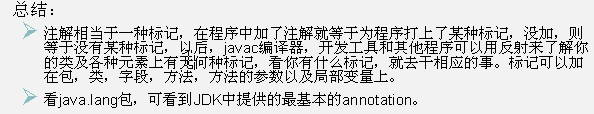 总结：
注解相当于一种标记，在程序中加了注解就等于为程序打上了某种标记，没加，则
等于没有某种标记，以后，javac编译器，开发工具和其他程序可以用反射来了解你
的类及各种元素上有无何种标记，看你有什么标记，就去干相应的事。标记可以加
在包，类，字段，方法，方法的参数以及局部变量上。
看java.lang包，可看到JDK中提供的最基本的annotation。